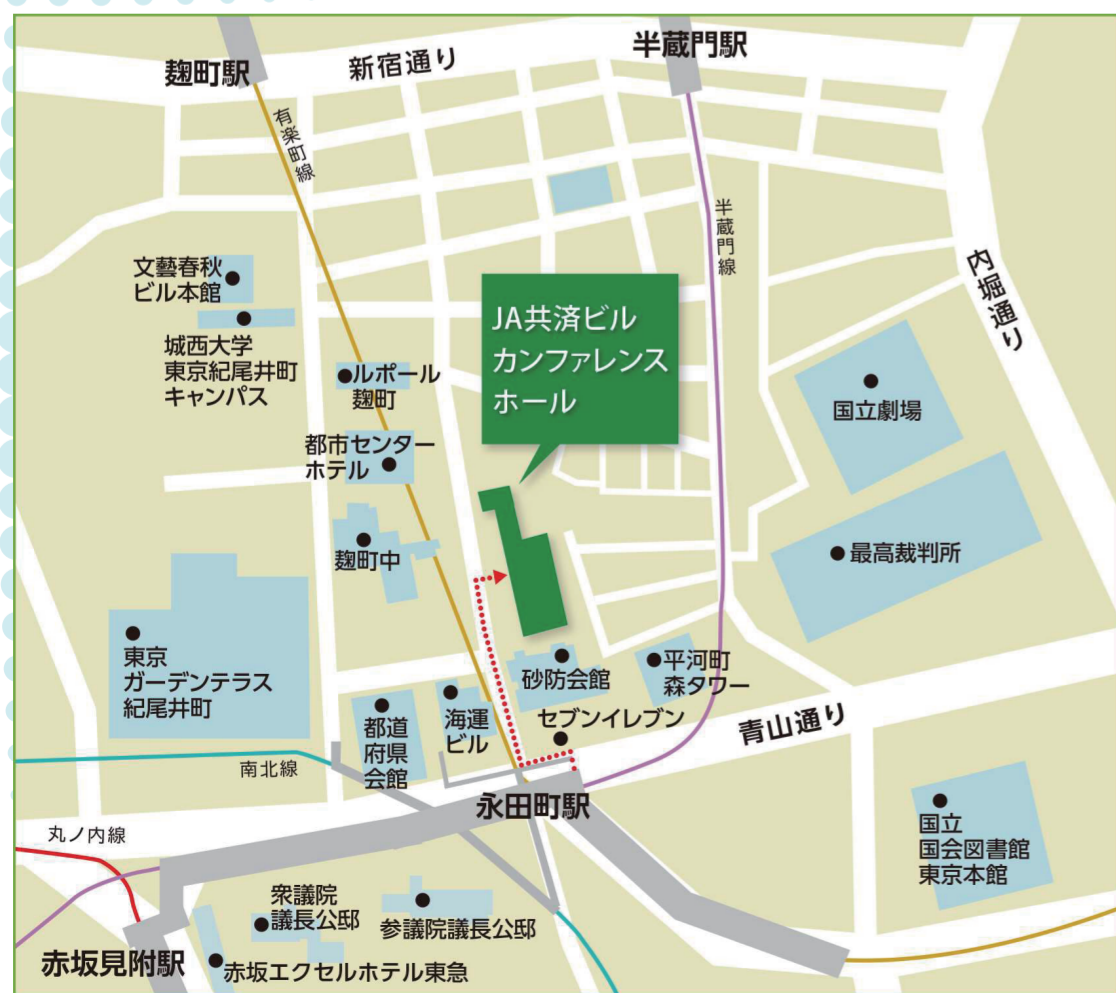 麹町駅
新宿通り
半蔵門駅
有楽町線
半蔵門線
内堀通り
文藝春秋
ビル本館
城西大学
東京紀尾井町
キャンパス
ルポール
麹町
JA共済ビル
カンファレンス
ホール
国立劇場
都市センター
ホテル
麹町中
最高裁判所
東京
ガーデンテラス
紀尾井町
砂防会館
平河町
森タワー
セブンイレブン
都道
府県
会館
海運
ビル
青山通り
南北線
永田町駅
丸ノ内線
国立
国会図書館
東京本館
衆議院
議長公邸
参議院議長公邸
赤坂見附駅
赤坂エクセルホテル東急